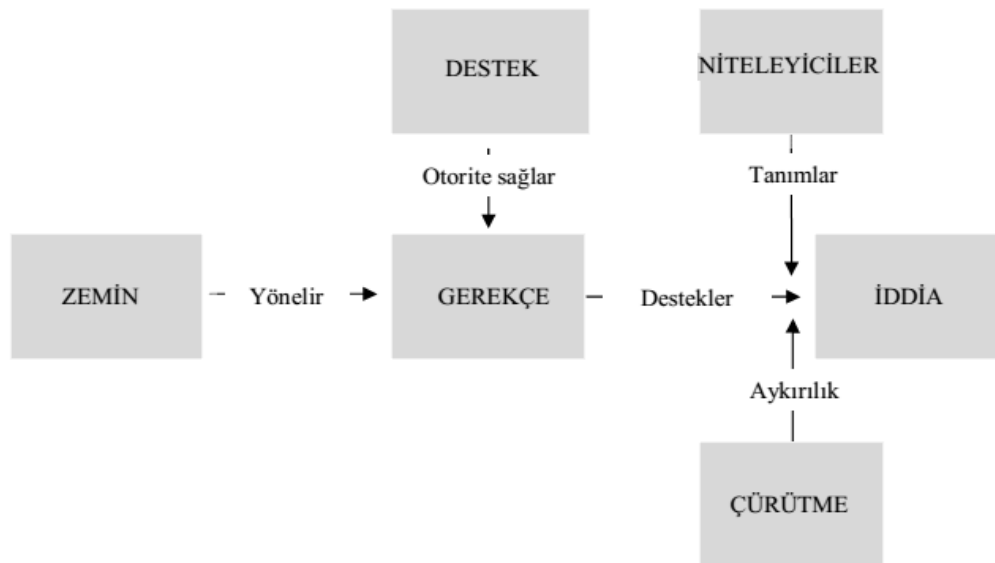 DESTEK
NİTELEYİCİLER
Otorite sağlar
Tanımlar
ZEMİN
Yönelir
GEREKÇE
Destekler
İDDİA
Aykırılık
ÇÜRÜTME